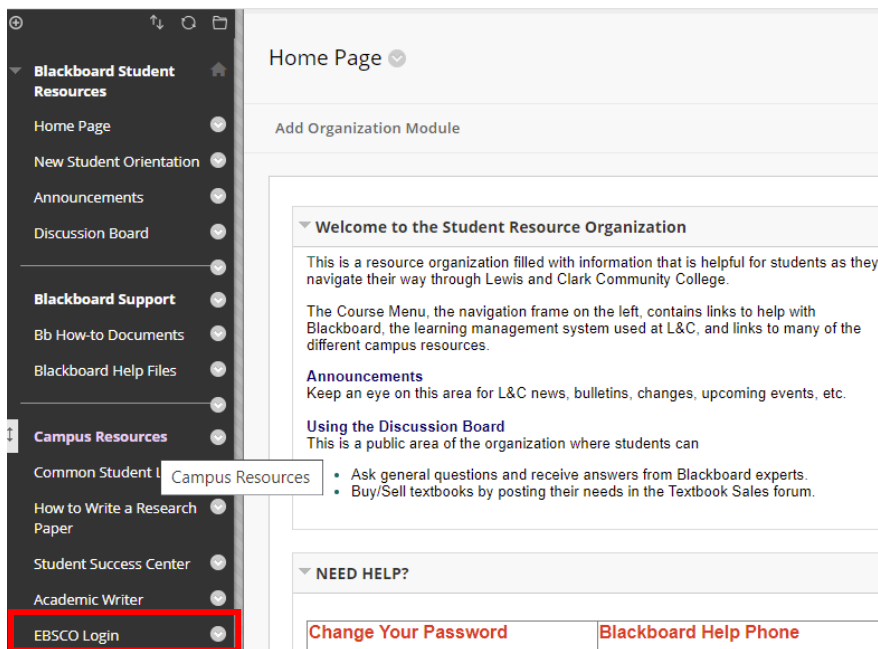 Blackboard Student
Resources
Home Page
New Student Orientation
Announcements
Discussion Board
Blackboard Support
Bb How-to Documents
Blackboard Help Files
Campus Resources
Common Student
Campus Resources
How to Write a Research
Paper
Student Success Center
Academic Writer
EBSCO Login
Home Page
Add Organization Module
Welcome to the Student Resource Organization
This is a resource organization filled with information that is helpful for students as they
navigate their way through Lewis and Clark Community College.
The Course Menu, the navigation frame on the left, contains links to help with
Blackboard, the learning management system used at L&C, and links to many of the
different campus resources.
Announcements
Keep an eye on this area for L&C news, bulletins, changes, upcoming events, etc.
Using the Discussion Board
This is a public area of the organization where students can
• Ask general questions and receive answers from Blackboard experts.
• Buy/Sell textbooks by posting their needs in the Textbook Sales forum.
NEED HELP?
Change Your Password
Blackboard Help Phone